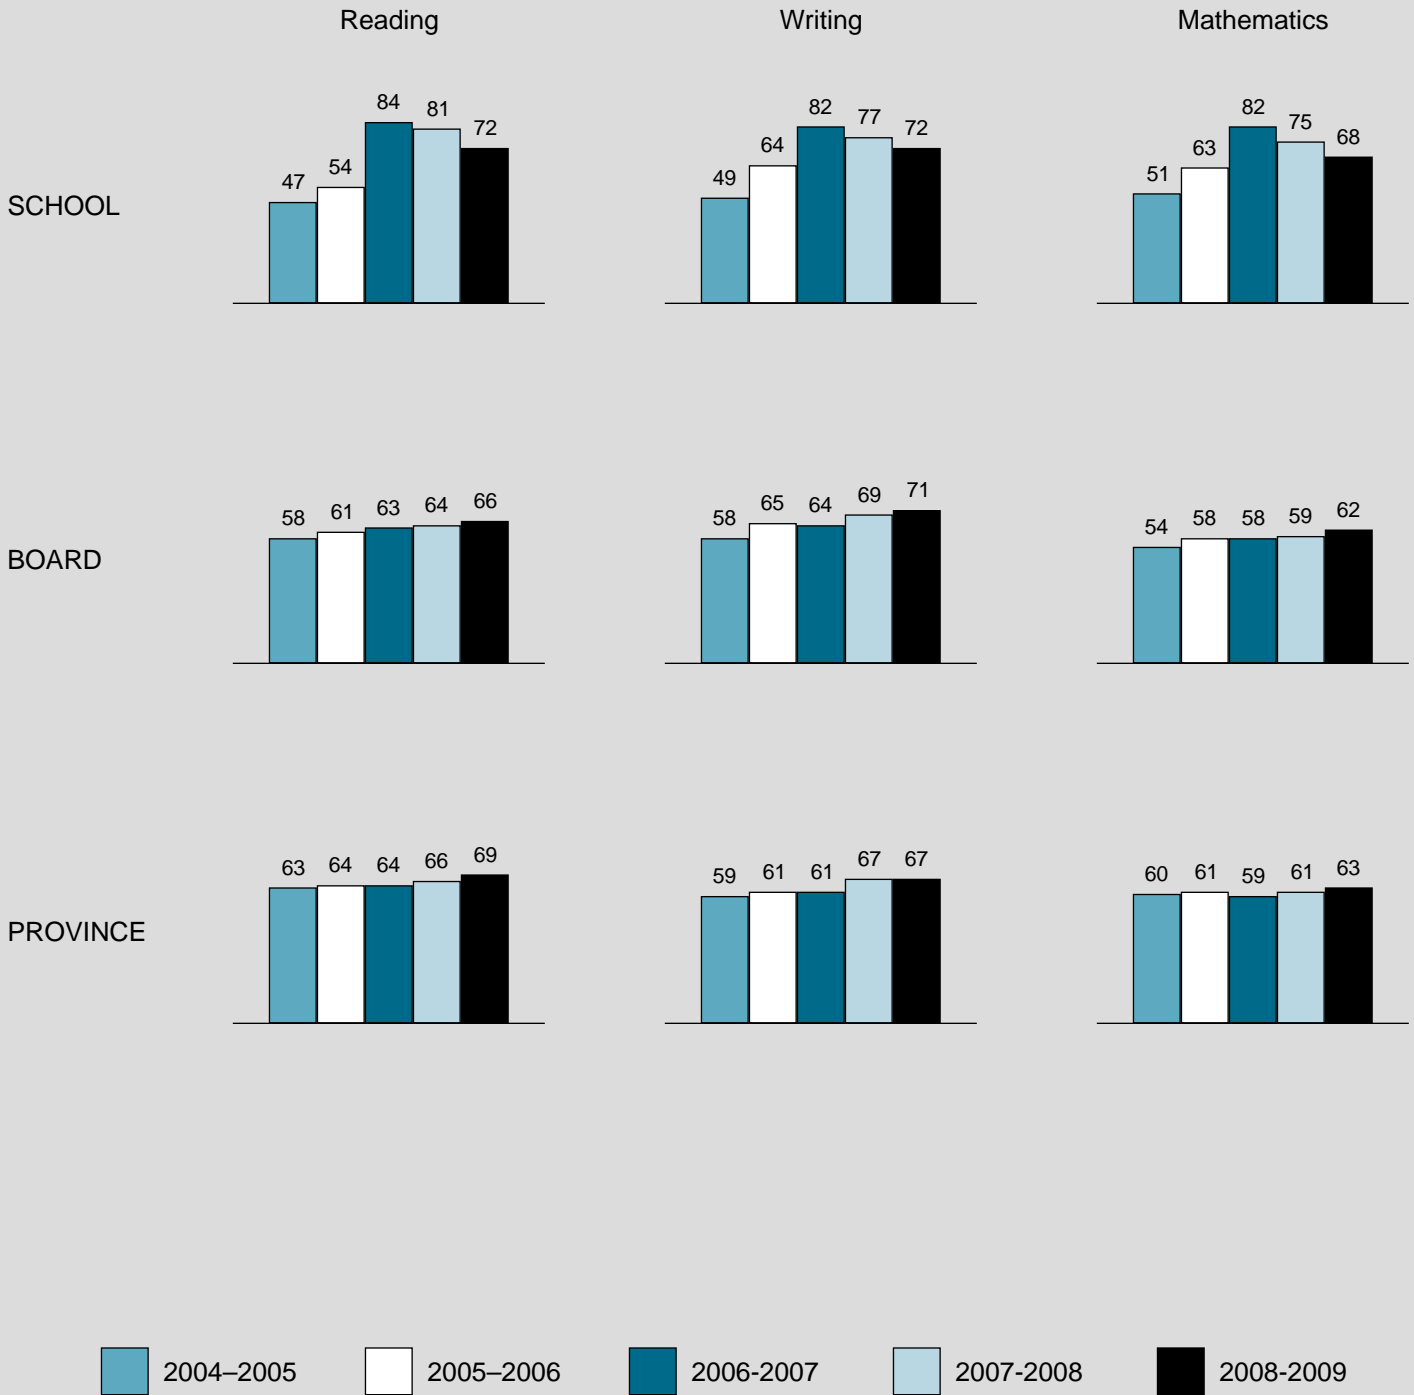 Reading Writing Mathematics
SCHOOL
47 54 84 81 72
49 64 82 77 72
51 63 82 75 68
BOARD
58 61 63 64 66
58 65 64 69 71
54 58 58 59 62
PROVINCE
63 64 64 66 69
59 61 61 67 67
60 61 59 61 63
2004–2005 2005–2006 2006-2007 2007-2008 2008-2009